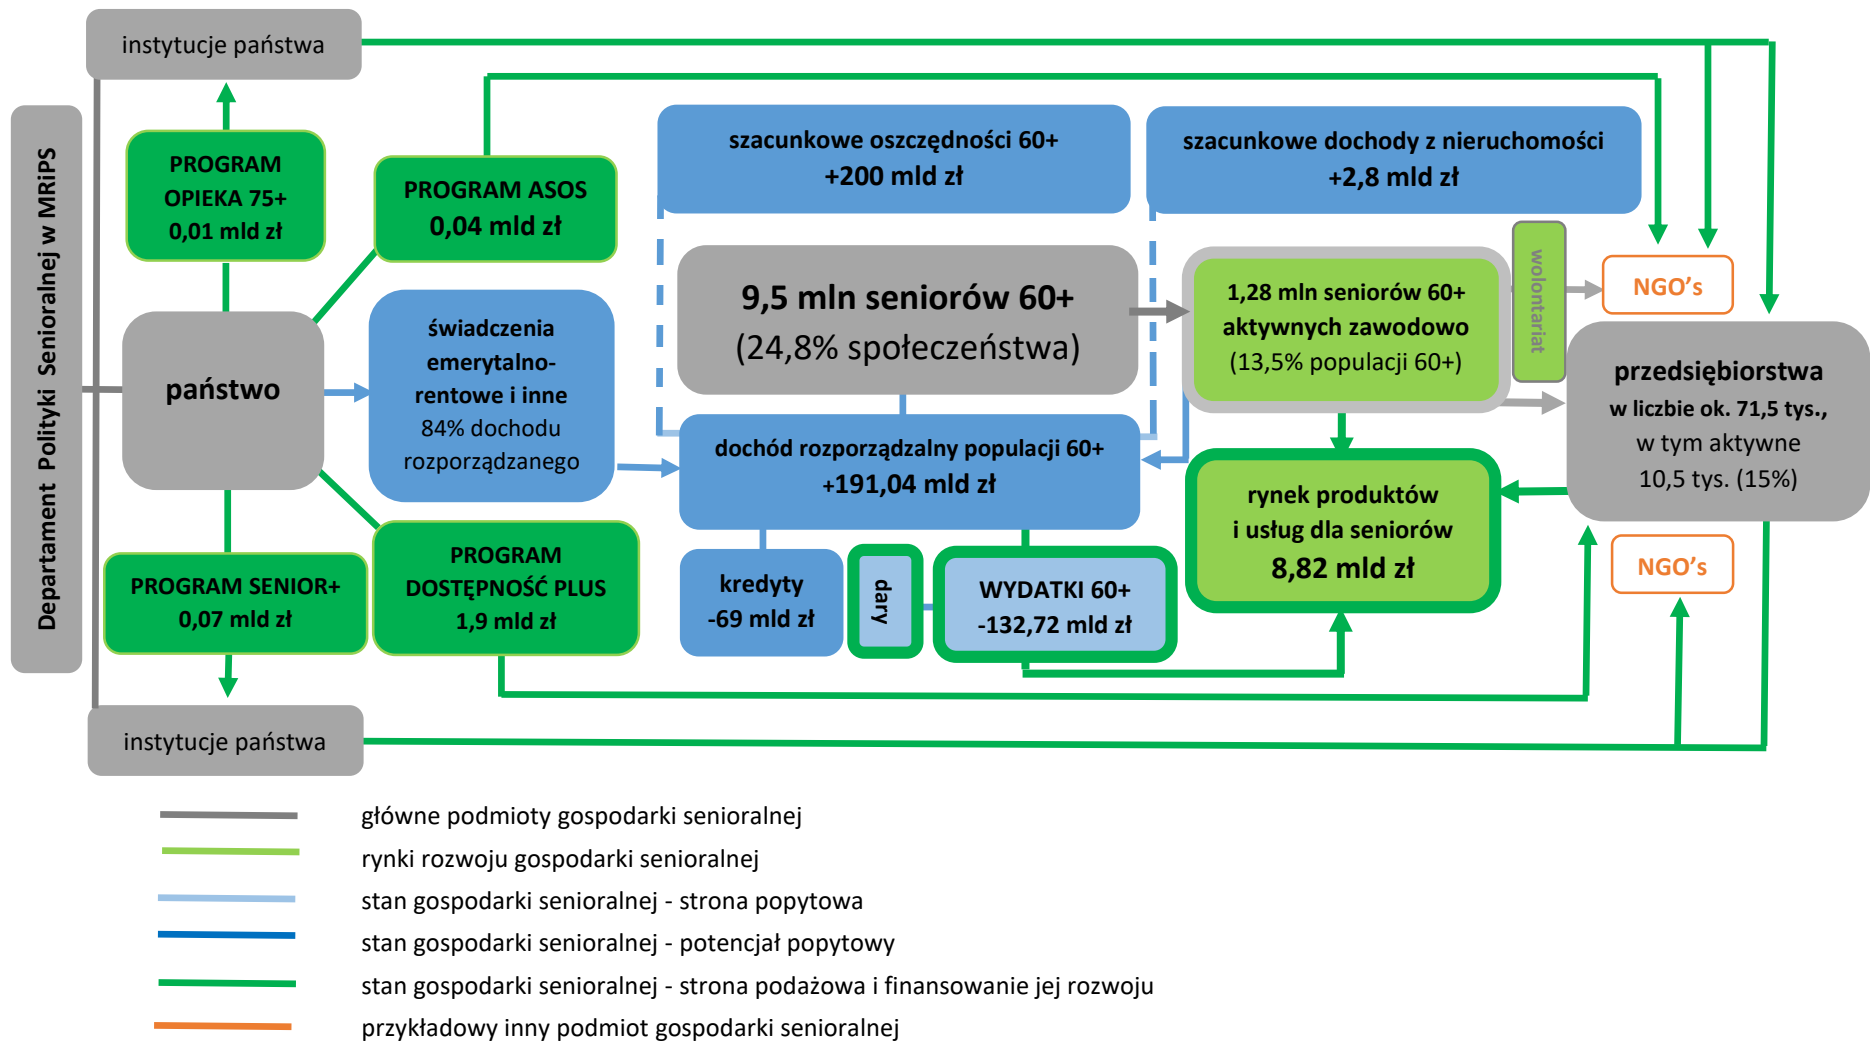 instytucje państwa
Departament Polityki Senioralnej w MRiPS
PROGRAM
OPIEKA 75+
0,01 mld zł
PROGRAM ASOS
0,04 mld zł
szacunkowe oszczędności 60+
+200 mld zł
szacunkowe dochody z nieruchomości
+2,8 mld zł
państwo
świadczenia
emerytalno-
rentowe i inne
84% dochodu
rozporządzanego
9,5 mln seniorów 60+
(24,8% społeczeństwa)
1,28 mln seniorów 60+
aktywnych zawodowo
(13,5% populacji 60+)
wolontariat
NGO's
przedsiębiorstwa
w liczbie ok. 71,5 tys.,
w tym aktywne
10,5 tys. (15%)
dochód rozporządzalny populacji 60+
+191,04 mld zł
rynek produktów
i usług dla seniorów
8,82 mld zł
PROGRAM SENIOR+
0,07 mld zł
PROGRAM
DOSTĘPNOŚĆ PLUS
1,9 mld zł
kredyty
-69 mld zł
dary
WYDATKI 60+
-132,72 mld zł
NGO's
instytucje państwa
główne podmioty gospodarki senioralnej
rynki rozwoju gospodarki senioralnej
stan gospodarki senioralnej - strona popytowa
stan gospodarki senioralnej - potencjał popytowy
stan gospodarki senioralnej - strona podażowa i finansowanie jej rozwoju
przykładowy inny podmiot gospodarki senioralnej